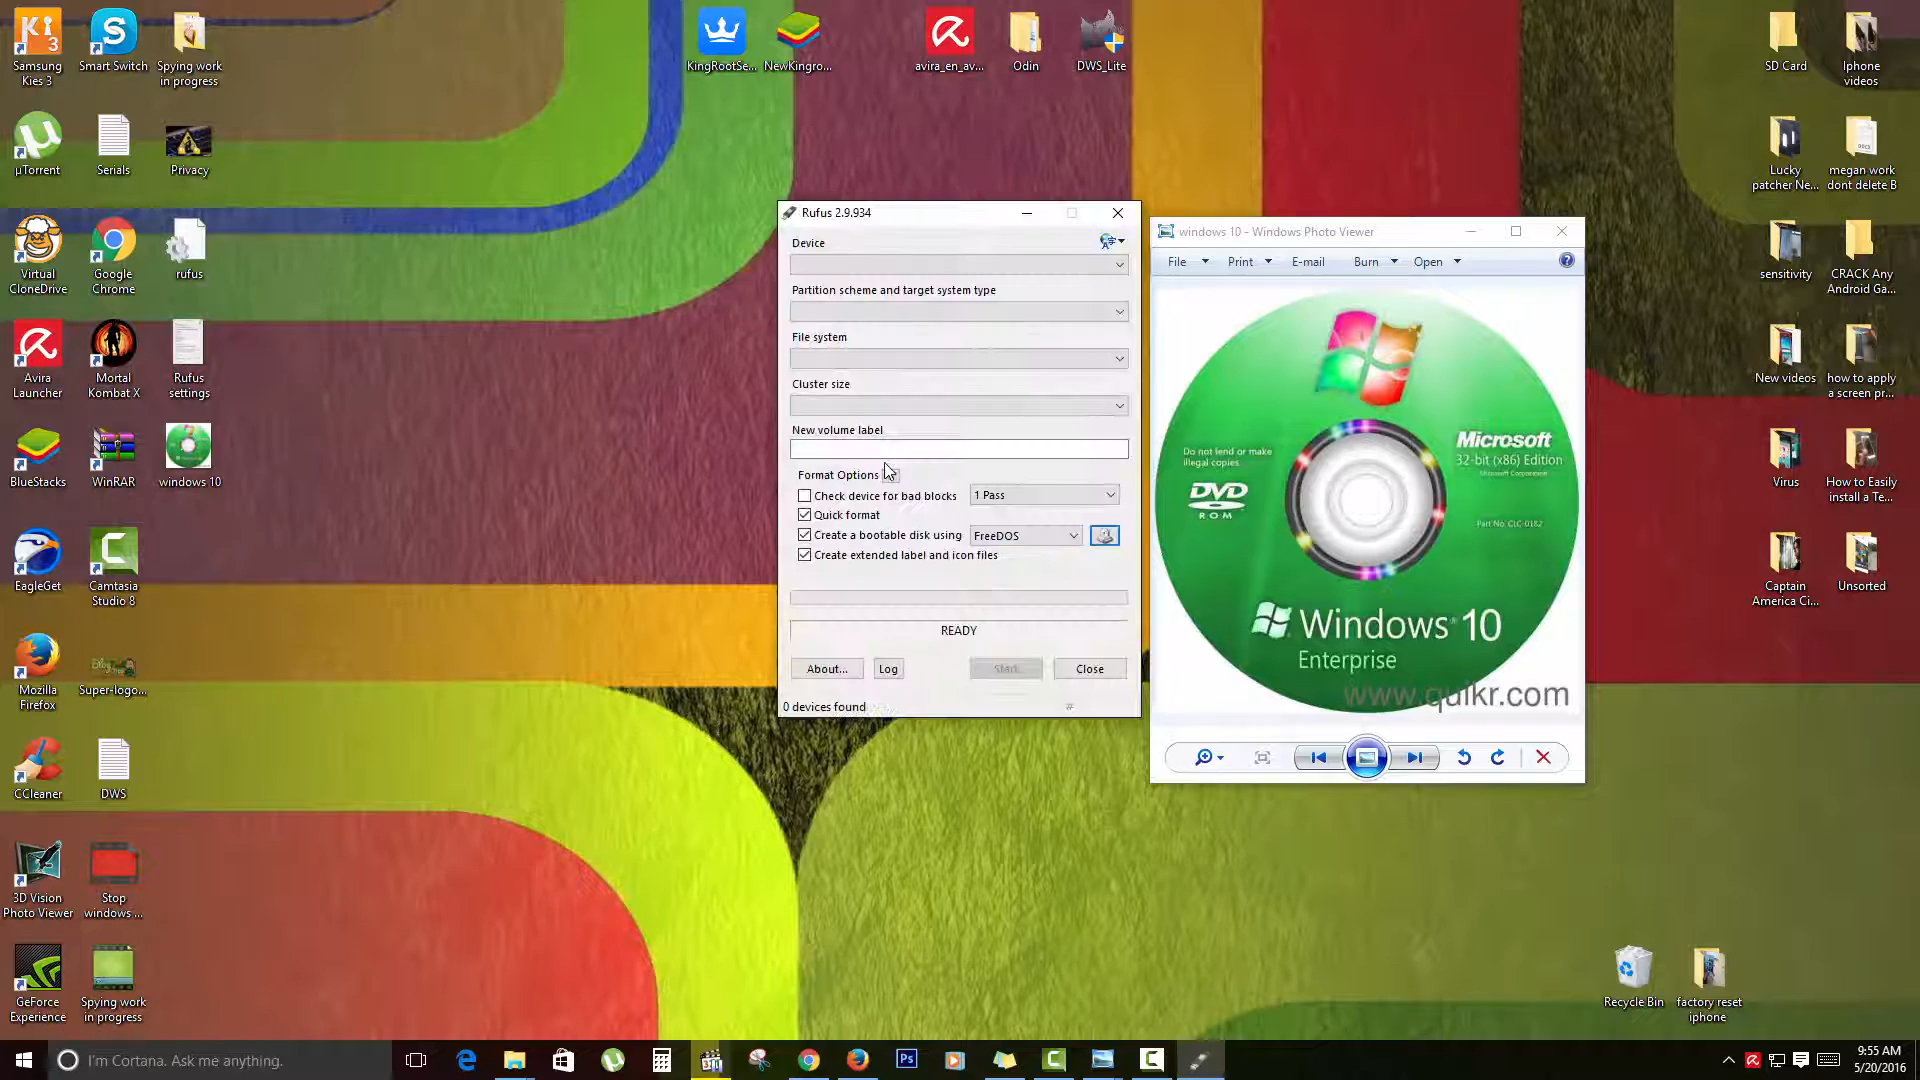 Samsung
Kies 3
Smart Switch
Spying work
in progress
KingRootSe...
NewKingro...
avira_en_av...
Odin
DWS_Lite
SD Card
Iphone
videos
µTorrent
Serials
Privacy
Lucky
patcher Ne...
megan work
dont delete B
Virtual
CloneDrive
Google
Chrome
rufus
sensitivity
CRACK Any
Android Ga...
Avira
Launcher
Mortal
Kombat X
Rufus
settings
New videos
how to apply
a screen pr...
BlueStacks
WinRAR
windows 10
Virus
How to Easily
install a Te...
EagleGet
Camtasia
Studio 8
Captain
America Ci...
Unsorted
Mozilla
Firefox
Super-logo...
CCleaner
DWS
3D Vision
Photo Viewer
Stop
windows ...
GeForce
Experience
Spying work
in progress
Recycle Bin
factory reset
iphone
Rufus 2.9.934
Device
Partition scheme and target system type
File system
Cluster size
New volume label
Format Options
Check device for bad blocks
1 Pass
Quick format
Create a bootable disk using
FreeDOS
Create extended label and icon files
READY
About...
Log
Start
Close
0 devices found
#
windows 10 - Windows Photo Viewer
File
Print
E-mail
Burn
Open
Do not lend or make
illegal copies.
DVD
ROM
Microsoft
32-bit (x86) Edition
Microsoft Corporation
Part No. CLC-0182
Windows 10
Enterprise
www.quikr.com
I'm Cortana. Ask me anything.
9:55 AM
5/20/2016